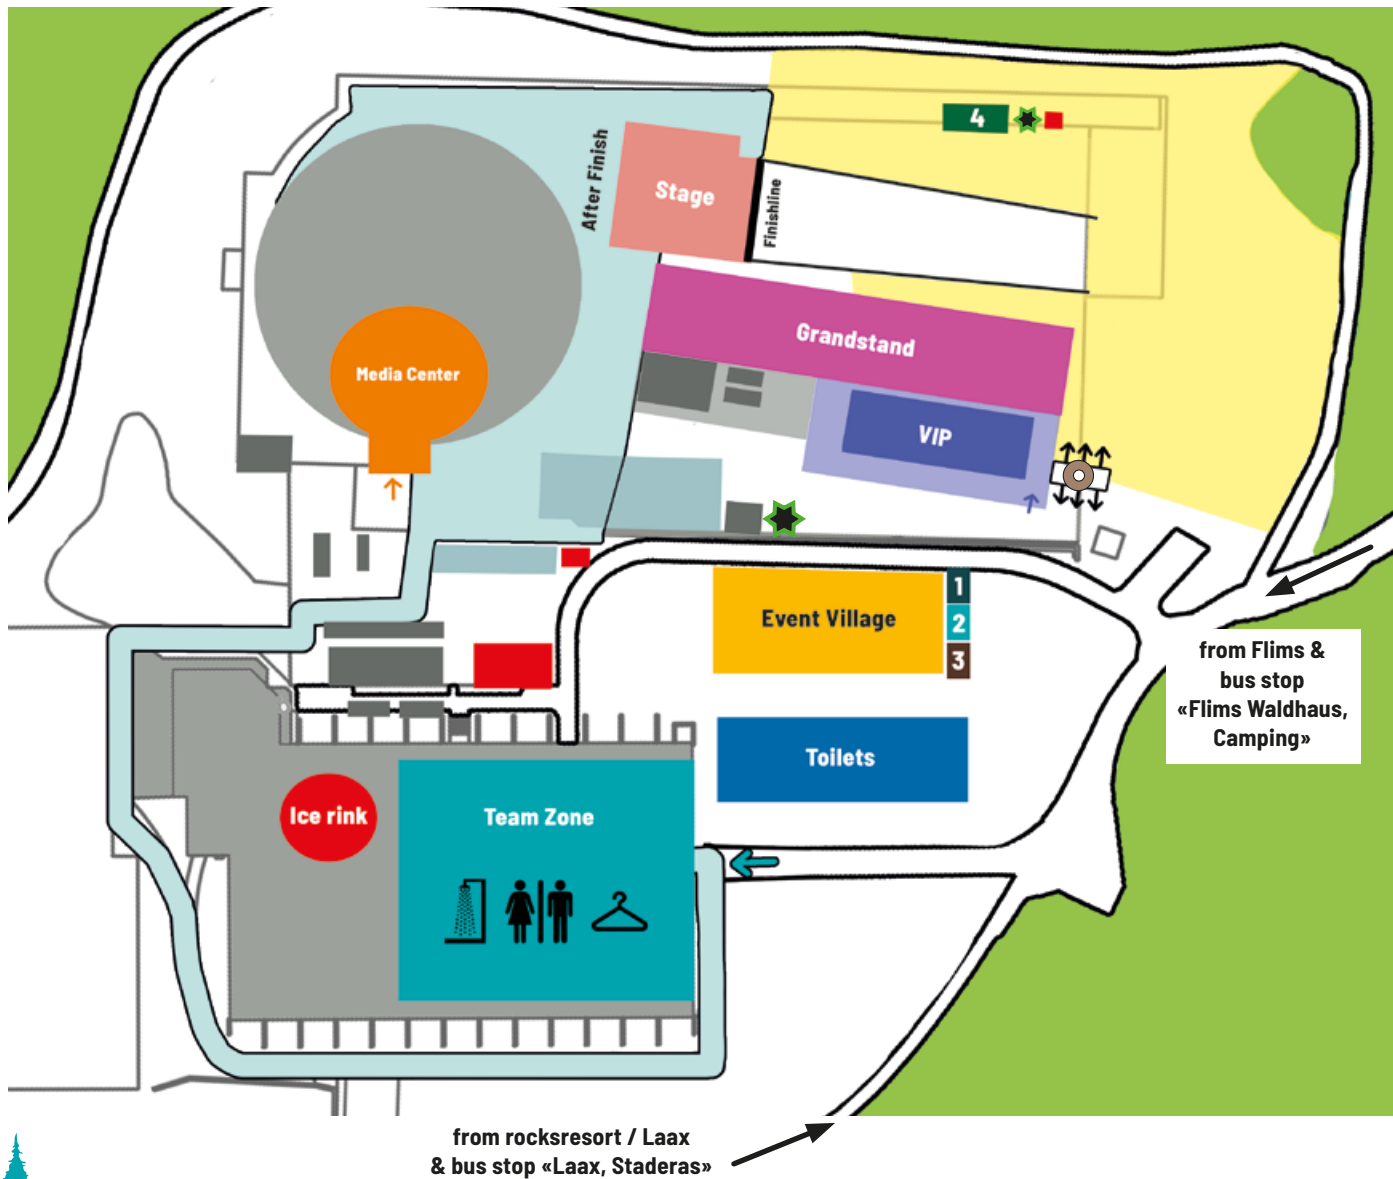 4
After Finish
Stage
Finishline
Grandstand
Media Center
VIP
1
Event Village
2
3
from Flims &
bus stop
«Flims Waldhaus,
Camping»
Toilets
Ice rink
Team Zone
from rocksresort / Laax
& bus stop «Laax, Staderas»